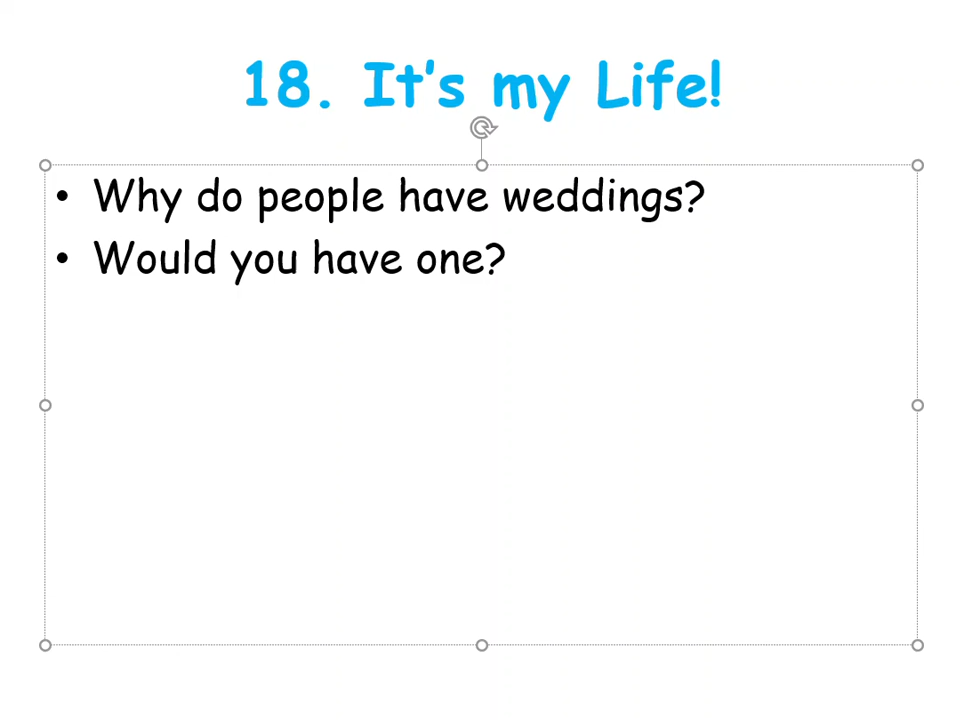 18. It’s my Life!
• Why do people have weddings?
• Would you have one?